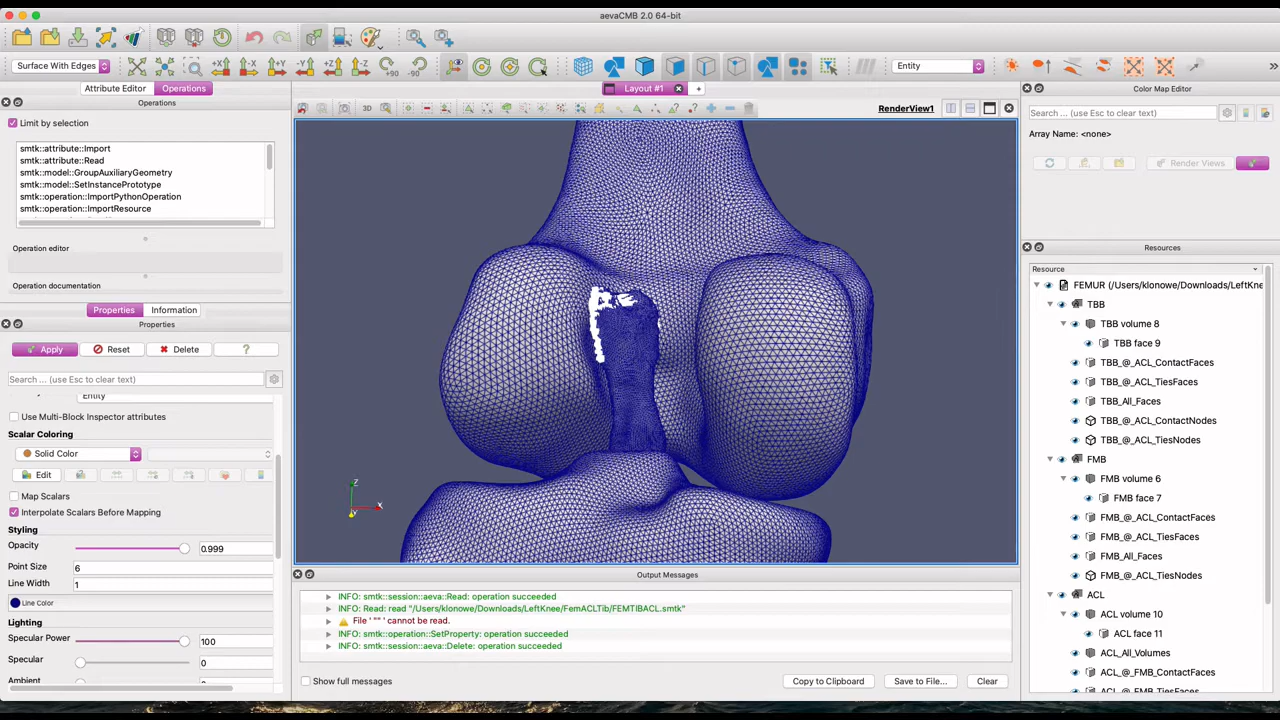 aevaCMB 2.0 64-bit
Surface With Edges
+X -X +Y -Y +Z -Z +90 -90
Entity
Attribute Editor Operations
Operations
Limit by selection
smtk::attribute::Import
smtk::attribute::Read
smtk::model::GroupAuxiliaryGeometry
smtk::model::SetInstancePrototype
smtk::operation::ImportPythonOperation
smtk::operation::ImportResource
Operation editor
Operation documentation
Properties Information
Properties
Apply Reset Delete ?
Search ... (use Esc to clear text)
Entity
Use Multi-Block Inspector attributes
Scalar Coloring
Solid Color
Edit
Map Scalars
Interpolate Scalars Before Mapping
Styling
Opacity 0.999
Point Size 6
Line Width 1
Line Color
Lighting
Specular Power 100
Specular 0
Ambient
Layout #1 +
3D RenderView1
Z
X
Output Messages
INFO: smtk::session::aeva::Read: operation succeeded
INFO: Read: read "/Users/klonowe/Downloads/LeftKnee/FemACLTib/FEMTIBACL.smtk"
File ' "" ' cannot be read.
INFO: smtk::operation::SetProperty: operation succeeded
INFO: smtk::session::aeva::Delete: operation succeeded
Show full messages Copy to Clipboard Save to File... Clear
Color Map Editor
Search ... (use Esc to clear text)
Array Name: <none>
Render Views
Resources
Resource
FEMUR (/Users/klonowe/Downloads/LeftKne
TBB
TBB volume 8
TBB face 9
TBB_@_ACL_ContactFaces
TBB_@_ACL_TiesFaces
TBB_All_Faces
TBB_@_ACL_ContactNodes
TBB_@_ACL_TiesNodes
FMB
FMB volume 6
FMB face 7
FMB_@_ACL_ContactFaces
FMB_@_ACL_TiesFaces
FMB_All_Faces
FMB_@_ACL_TiesNodes
ACL
ACL volume 10
ACL face 11
ACL_All_Volumes
ACL_@_FMB_ContactFaces
ACL_@_FMB_TiesFaces